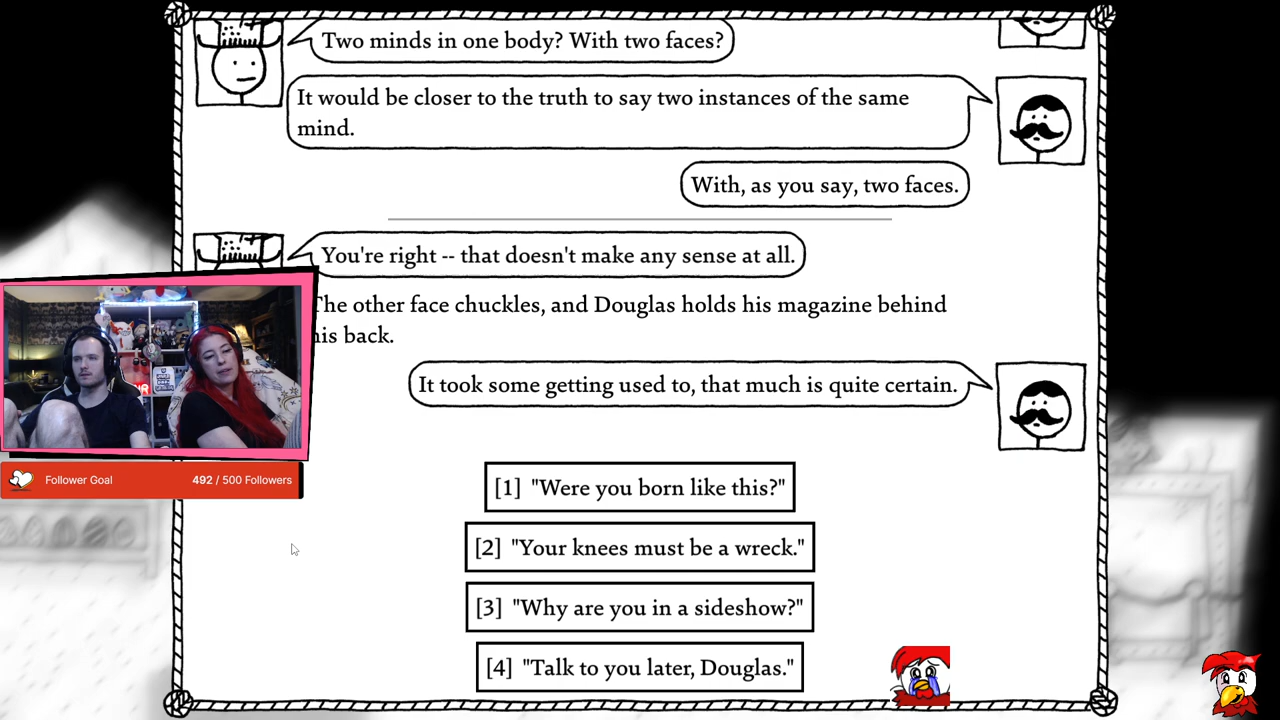 Two minds in one body? With two faces?
It would be closer to the truth to say two instances of the same
mind.
With, as you say, two faces.
You're right -- that doesn't make any sense at all.
The other face chuckles, and Douglas holds his magazine behind
his back.
It took some getting used to, that much is quite certain.
[1] "Were you born like this?"
Follower Goal 492 / 500 Followers
[2] "Your knees must be a wreck."
[3] "Why are you in a sideshow?"
[4] "Talk to you later, Douglas."